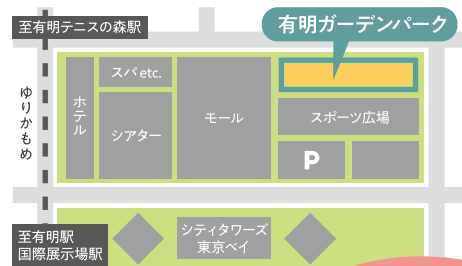 至有明テニスの森駅
有明ガーデンパーク
ゆりかもめ
ホテル
スパ etc.
シアター
モール
スポーツ広場
P
至有明駅
国際展示場駅
シティタワーズ
東京ベイ